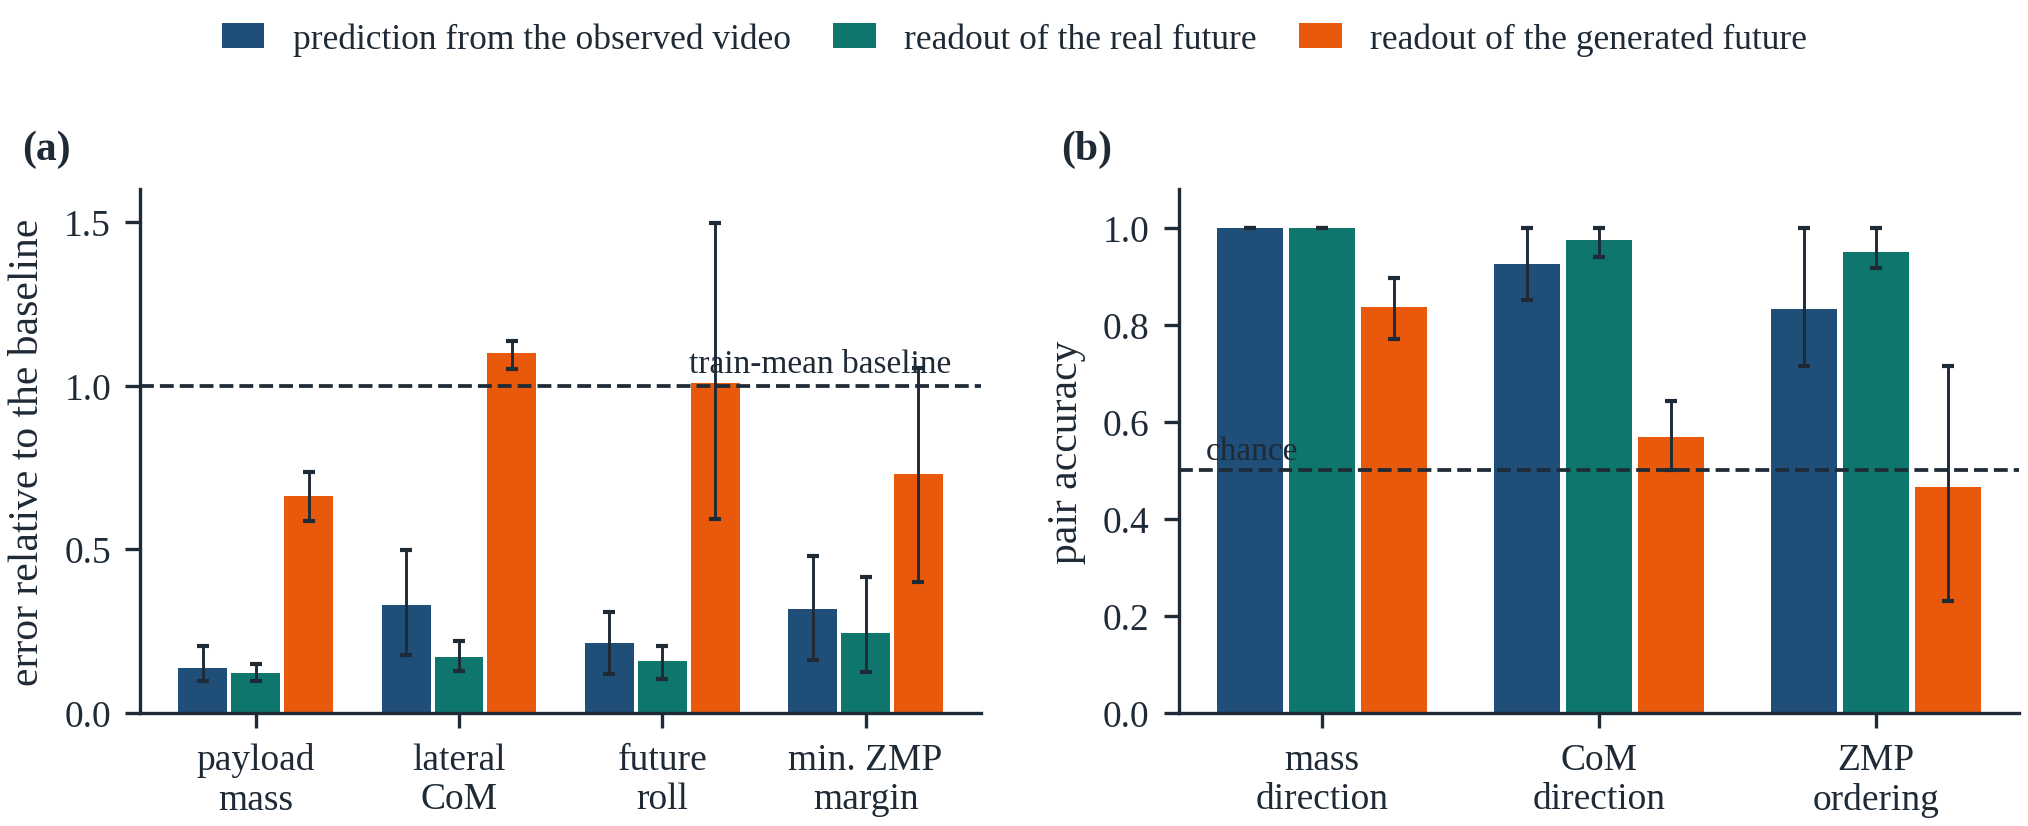 prediction from the observed video
readout of the real future
readout of the generated future
(a)
error relative to the baseline
1.5
1.0
0.5
0.0
train-mean baseline
payload
mass
lateral
CoM
future
roll
min. ZMP
margin
(b)
pair accuracy
1.0
0.8
0.6
0.4
0.2
0.0
chance
mass
direction
CoM
direction
ZMP
ordering